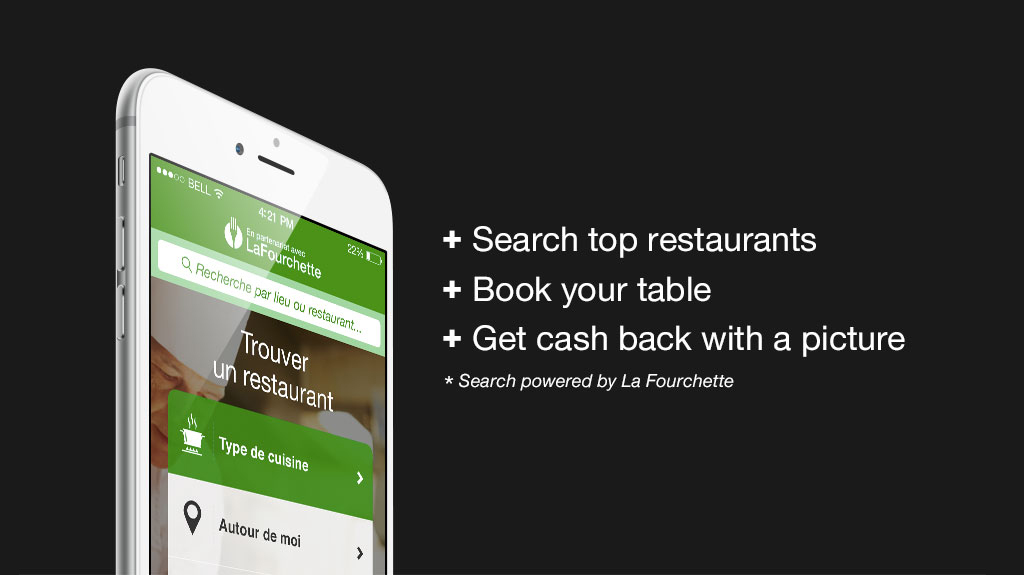 BELL
4:21 PM
22%
En partenariat avec
LaFourchette
Recherche par lieu ou restaurant...
Trouver
un restaurant
Type de cuisine
Autour de moi
+ Search top restaurants
+ Book your table
+ Get cash back with a picture
* Search powered by La Fourchette